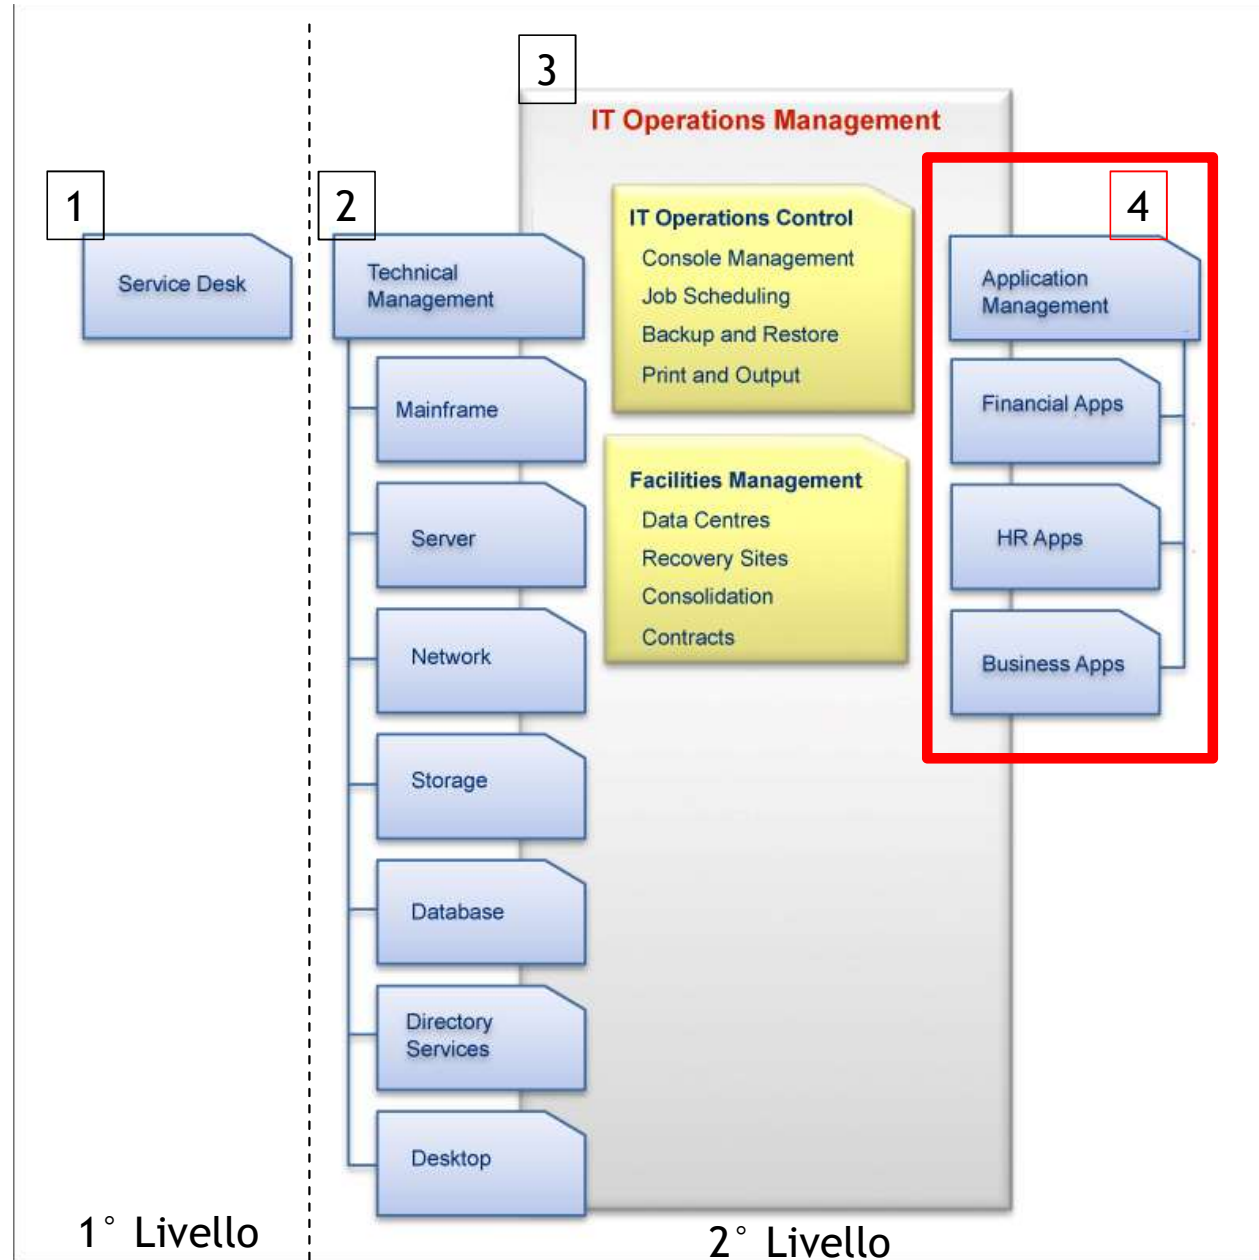 3
IT Operations Management
1
Service Desk
2
Technical
Management
Mainframe
Server
Network
Storage
Database
Directory
Services
Desktop
IT Operations Control
Console Management
Job Scheduling
Backup and Restore
Print and Output
Facilities Management
Data Centres
Recovery Sites
Consolidation
Contracts
4
Application
Management
Financial Apps
HR Apps
Business Apps
1° Livello
2° Livello